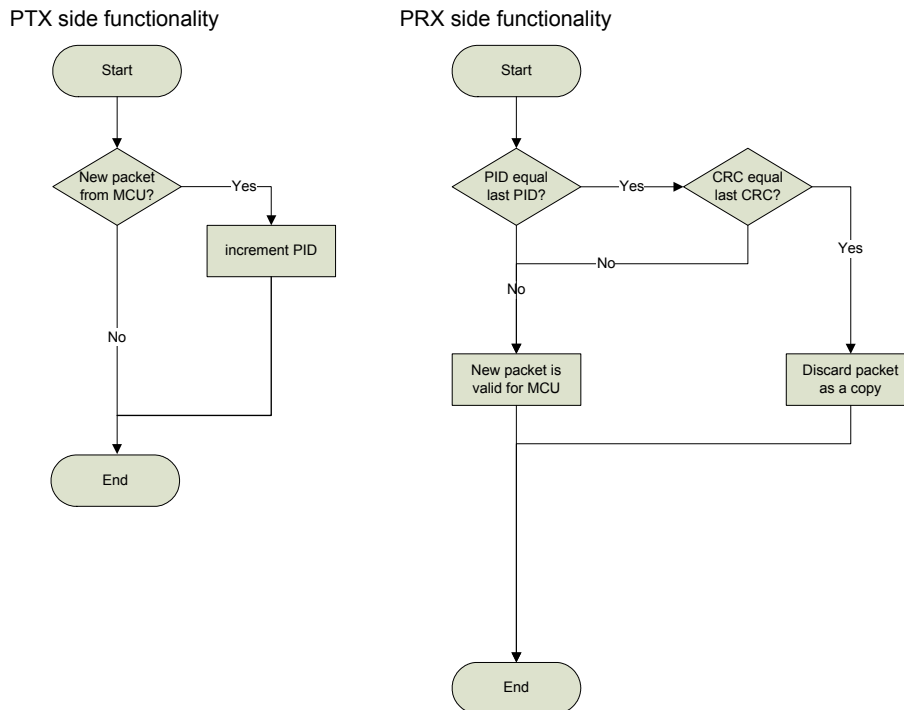 PTX side functionality
Start
New packet
from MCU?
Yes
increment PID
No
End
PRX side functionality
Start
PID equal
last PID?
Yes
CRC equal
last CRC?
Yes
No
No
New packet is
valid for MCU
Discard packet
as a copy
End